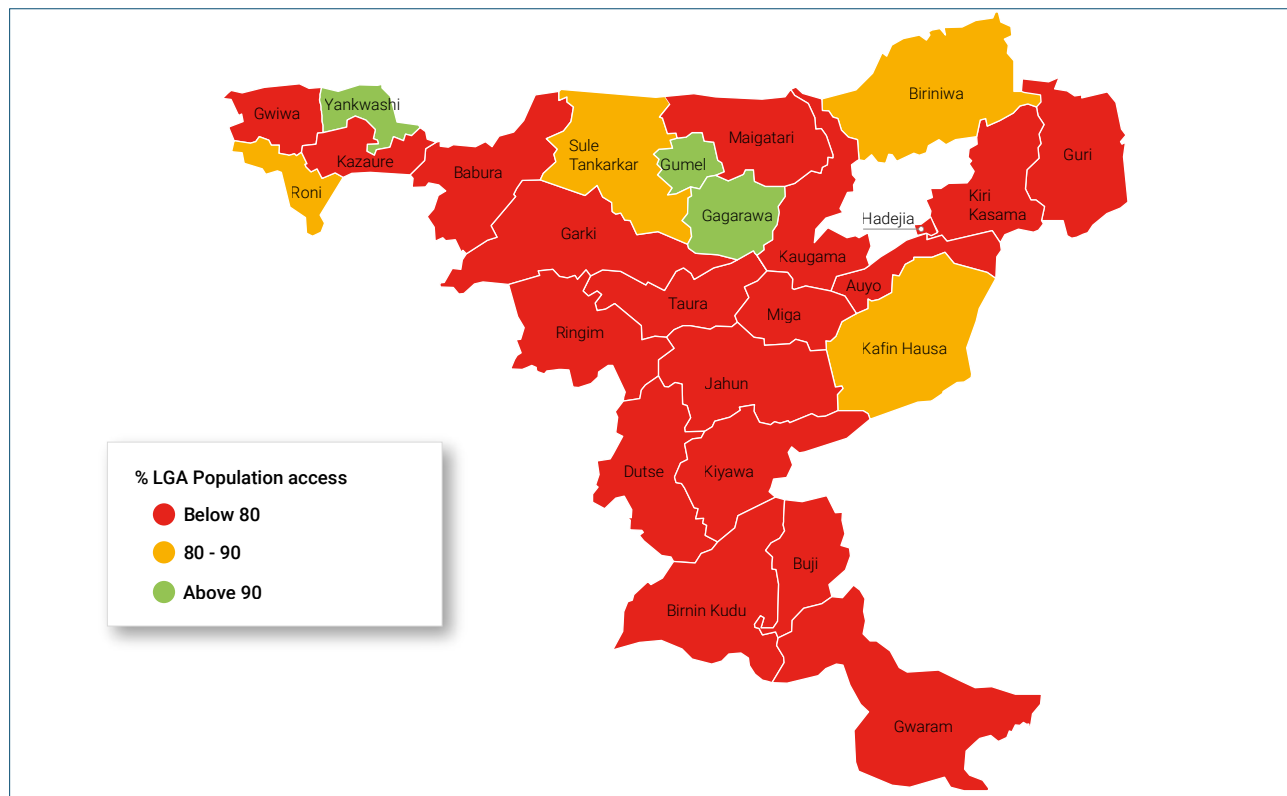 Biriniwa
Yankwashi
Gwiwa
Maigatari
Sule
Tankarkar
Guri
Kazaure
Gumel
Babura
Roni
Kiri
Kasama
Gagarawa
Hadejia
Garki
Kaugama
Auyo
Taura
Miga
Ringim
Kafin Hausa
Jahun
Dutse
Kiyawa
% LGA Population access
Below 80
80 - 90
Above 90
Buji
Birnin Kudu
Gwaram